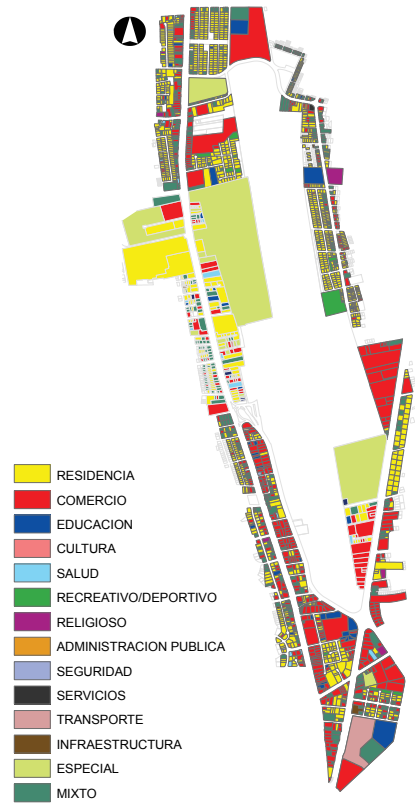 RESIDENCIA
COMERCIO
EDUCACION
CULTURA
SALUD
RECREATIVO/DEPORTIVO
RELIGIOSO
ADMINISTRACION PUBLICA
SEGURIDAD
SERVICIOS
TRANSPORTE
INFRAESTRUCTURA
ESPECIAL
MIXTO